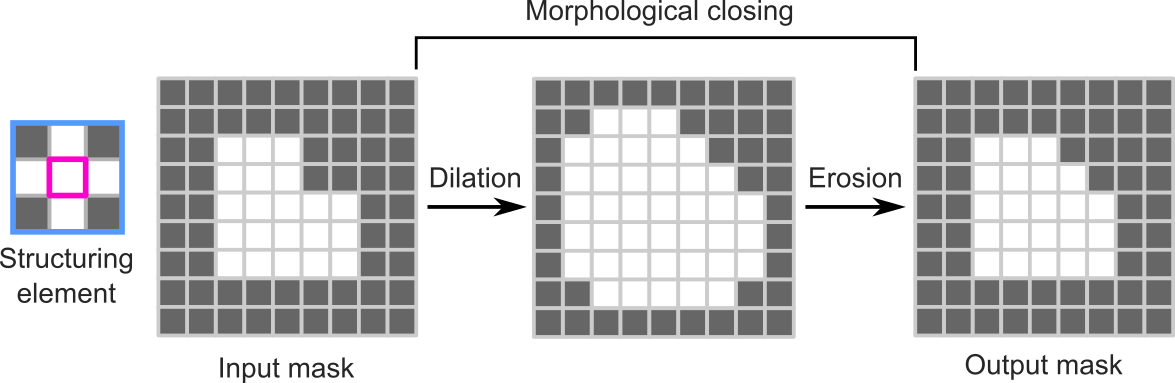 Morphological closing
Dilation
Erosion
Structuring
element
Input mask
Output mask